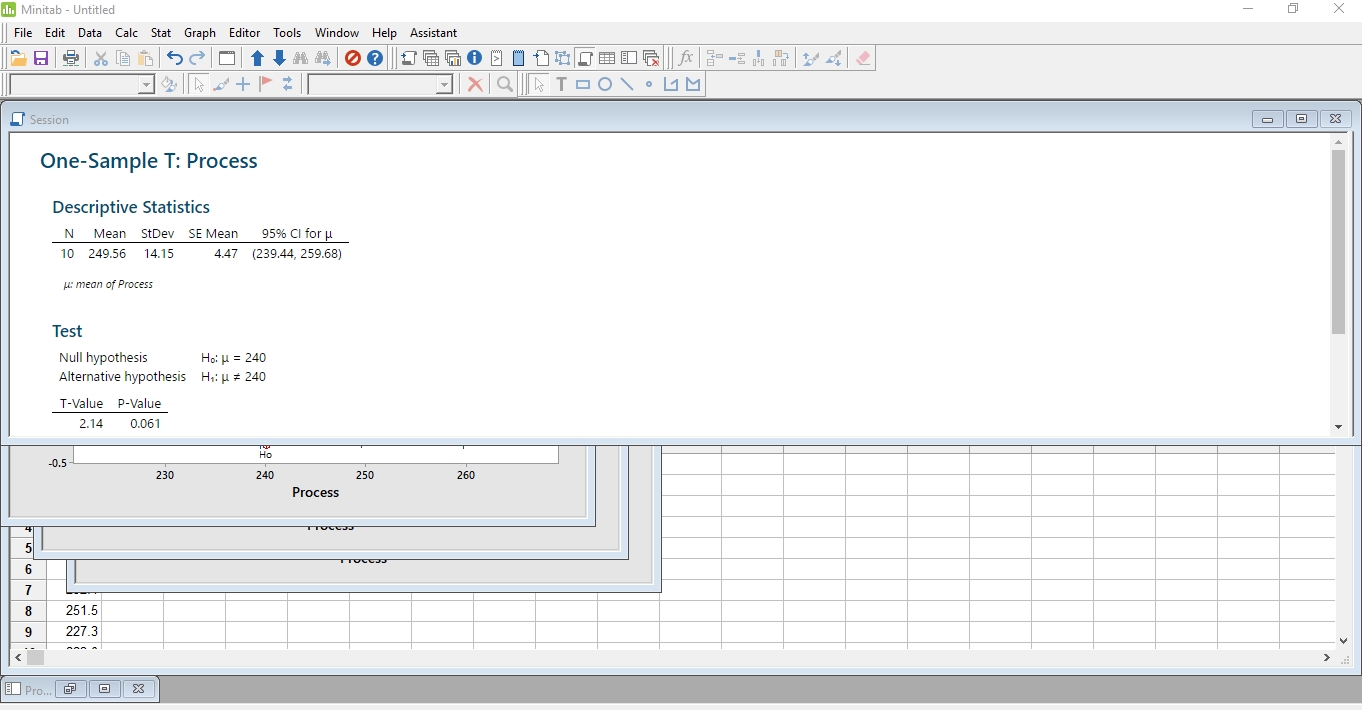 Minitab - Untitled
File Edit Data Calc Stat Graph Editor Tools Window Help Assistant
Session
One-Sample T: Process
Descriptive Statistics
N Mean StDev SE Mean 95% CI for μ
10 249.56 14.15 4.47 (239.44, 259.68)
μ: mean of Process
Test
Null hypothesis H₀: μ = 240
Alternative hypothesis H₁: μ ≠ 240
T-Value P-Value
2.14 0.061
Ho
-0.5
230 240 250 260
Process
4
Process
5
6
Process
7
8 251.5
9 227.3
Pro...